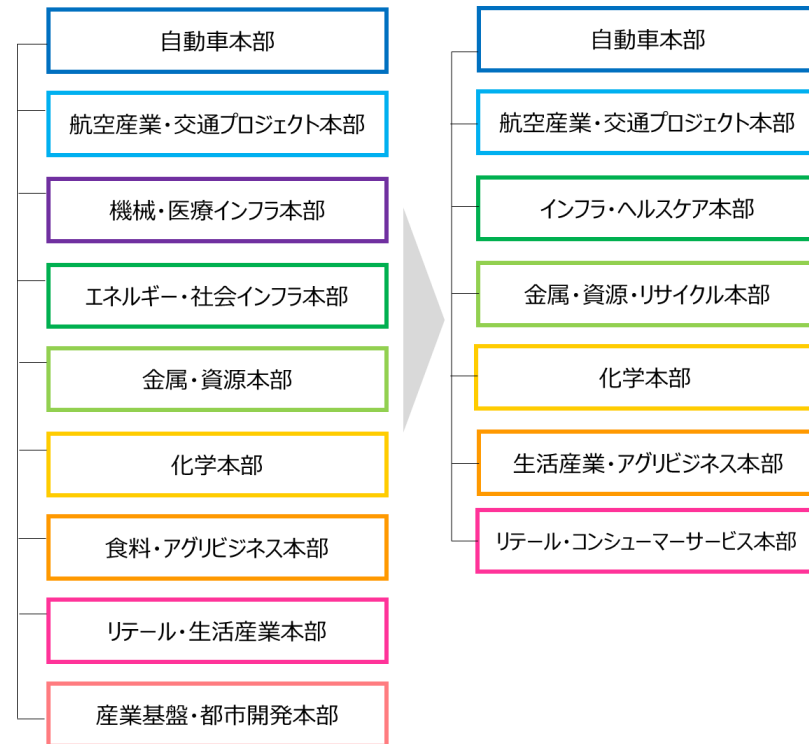 自動車本部
航空産業・交通プロジェクト本部
機械・医療インフラ本部
エネルギー・社会インフラ本部
金属・資源本部
化学本部
食料・アグリビジネス本部
リテール・生活産業本部
産業基盤・都市開発本部
自動車本部
航空産業・交通プロジェクト本部
インフラ・ヘルスケア本部
金属・資源・リサイクル本部
化学本部
生活産業・アグリビジネス本部
リテール・コンシューマーサービス本部